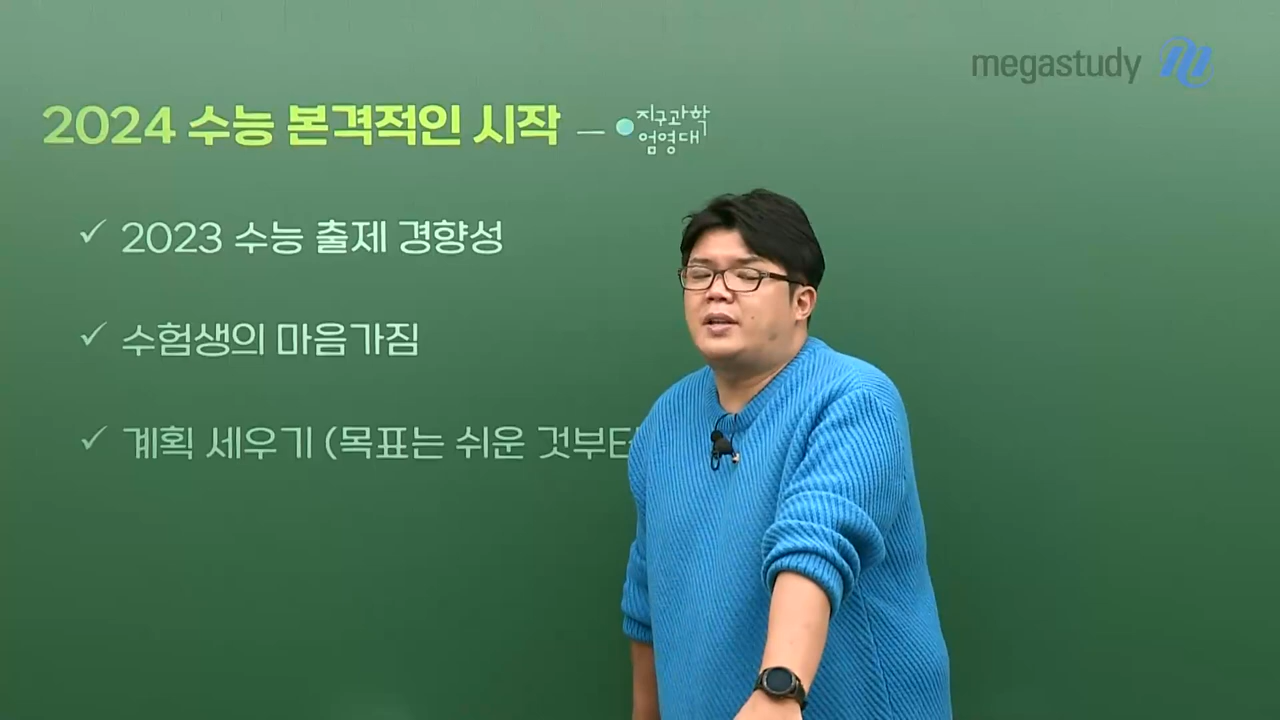 megastudy
2024 수능 본격적인 시작 – 지구과학 엄영대
✓ 2023 수능 출제 경향성
✓ 수험생의 마음가짐
✓ 계획 세우기 (목표는 쉬운 것부터